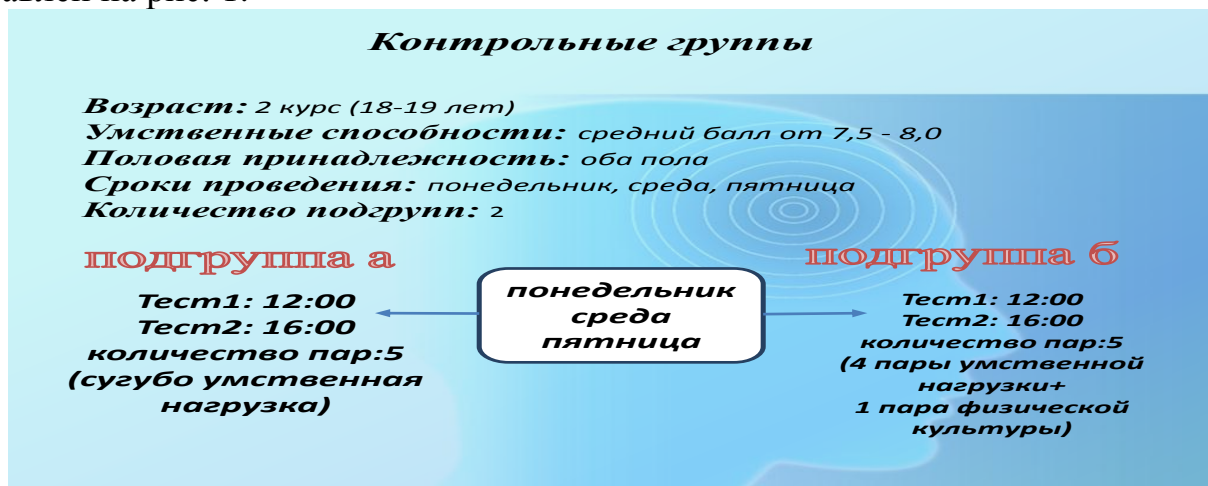 на рис. 1.
Контрольные группы
Возраст: 2 курс (18-19 лет)
Умственные способности: средний балл от 7,5 - 8,0
Половая принадлежность: оба пола
Сроки проведения: понедельник, среда, пятница
Количество подгрупп: 2
подгруппа а
Тест1: 12:00
Тест2: 16:00
количество пар:5
(сугубо умственная
нагрузка)
понедельник
среда
пятница
подгруппа б
Тест1: 12:00
Тест2: 16:00
количество пар:5
(4 пары умственной
нагрузки+
1 пара физической
культуры)